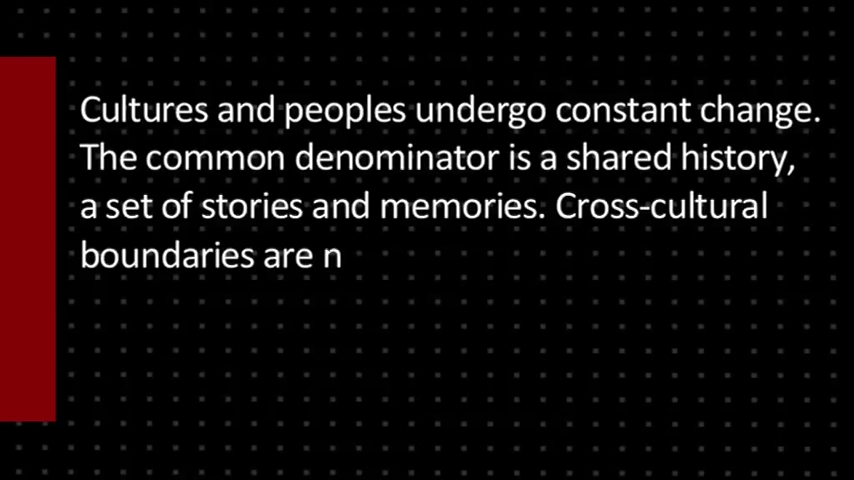 Cultures and peoples undergo constant change.
The common denominator is a shared history,
a set of stories and memories. Cross-cultural
boundaries are n